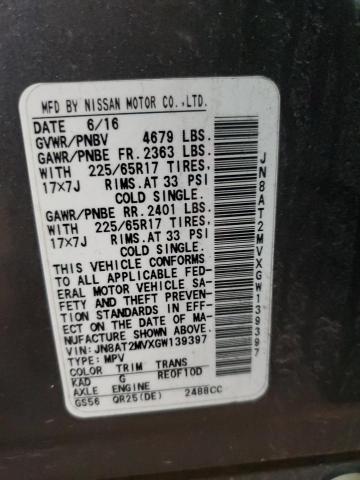 MFD BY NISSAN MOTOR CO.,LTD.
DATE 6/16
GVWR/PNBV 4679 LBS.
GAWR/PNBE FR. 2363 LBS.
WITH 225/65R17 TIRES,
17×7J RIMS. AT 33 PSI
COLD SINGLE.
GAWR/PNBE RR. 2401 LBS.
WITH 225/65R17 TIRES,
17×7J RIMS. AT 33 PSI
COLD SINGLE.
THIS VEHICLE CONFORMS
TO ALL APPLICABLE FED-
ERAL MOTOR VEHICLE SA-
FETY AND THEFT PREVEN-
TION STANDARDS IN EFF-
ECT ON THE DATE OF MA-
NUFACTURE SHOWN ABOVE.
VIN: JN8AT2MVXGW139397
TYPE: MPV
COLOR TRIM TRANS
KAD G RE0F10D
AXLE ENGINE
GS56 QR25(DE) 2488CC
JN8AT2MVXGW139397